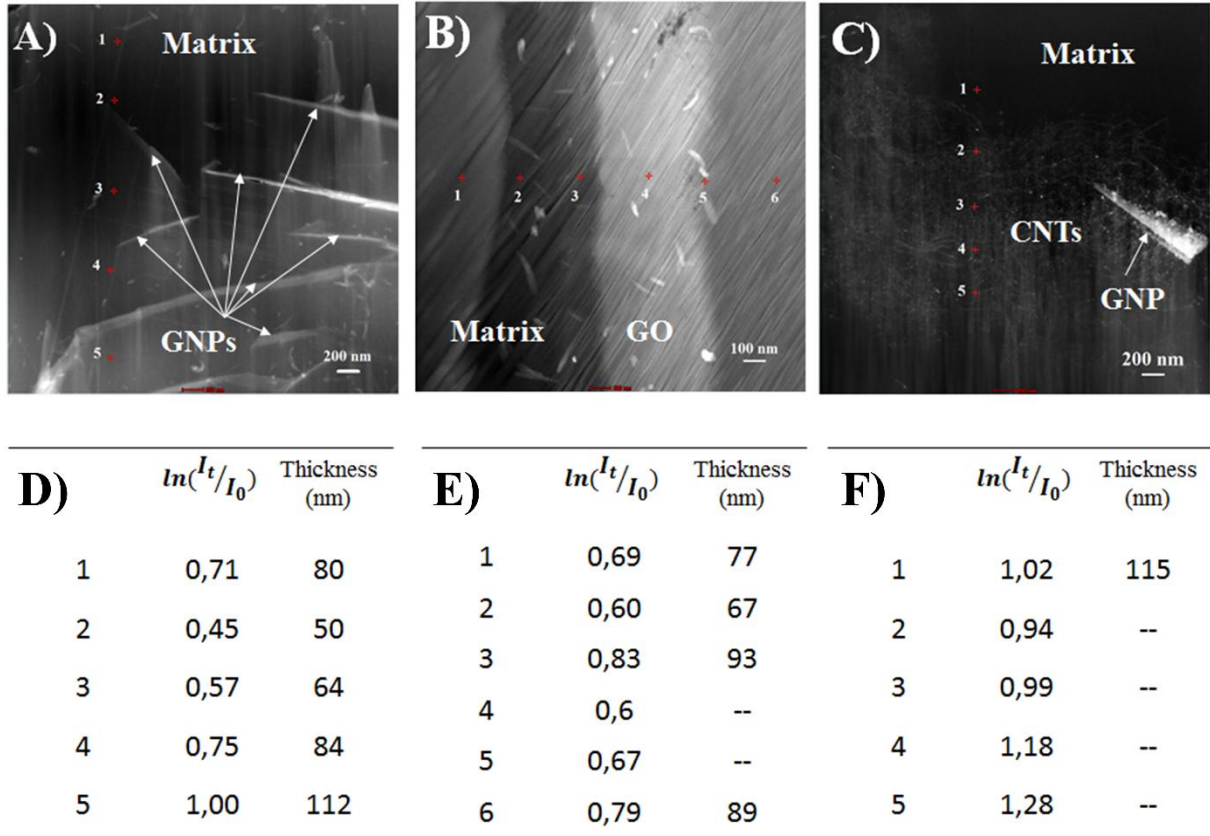 A)
Matrix
1
2
3
4
5
GNPs
200 nm
B)
1
2
3
4
5
6
Matrix
GO
100 nm
C)
Matrix
1
2
3
4
5
CNTs
GNP
200 nm
D) ln(It/I0) Thickness (nm)
1 0,71 80
2 0,45 50
3 0,57 64
4 0,75 84
5 1,00 112
E) ln(It/I0) Thickness (nm)
1 0,69 77
2 0,60 67
3 0,83 93
4 0,6 --
5 0,67 --
6 0,79 89
F) ln(It/I0) Thickness (nm)
1 1,02 115
2 0,94 --
3 0,99 --
4 1,18 --
5 1,28 --